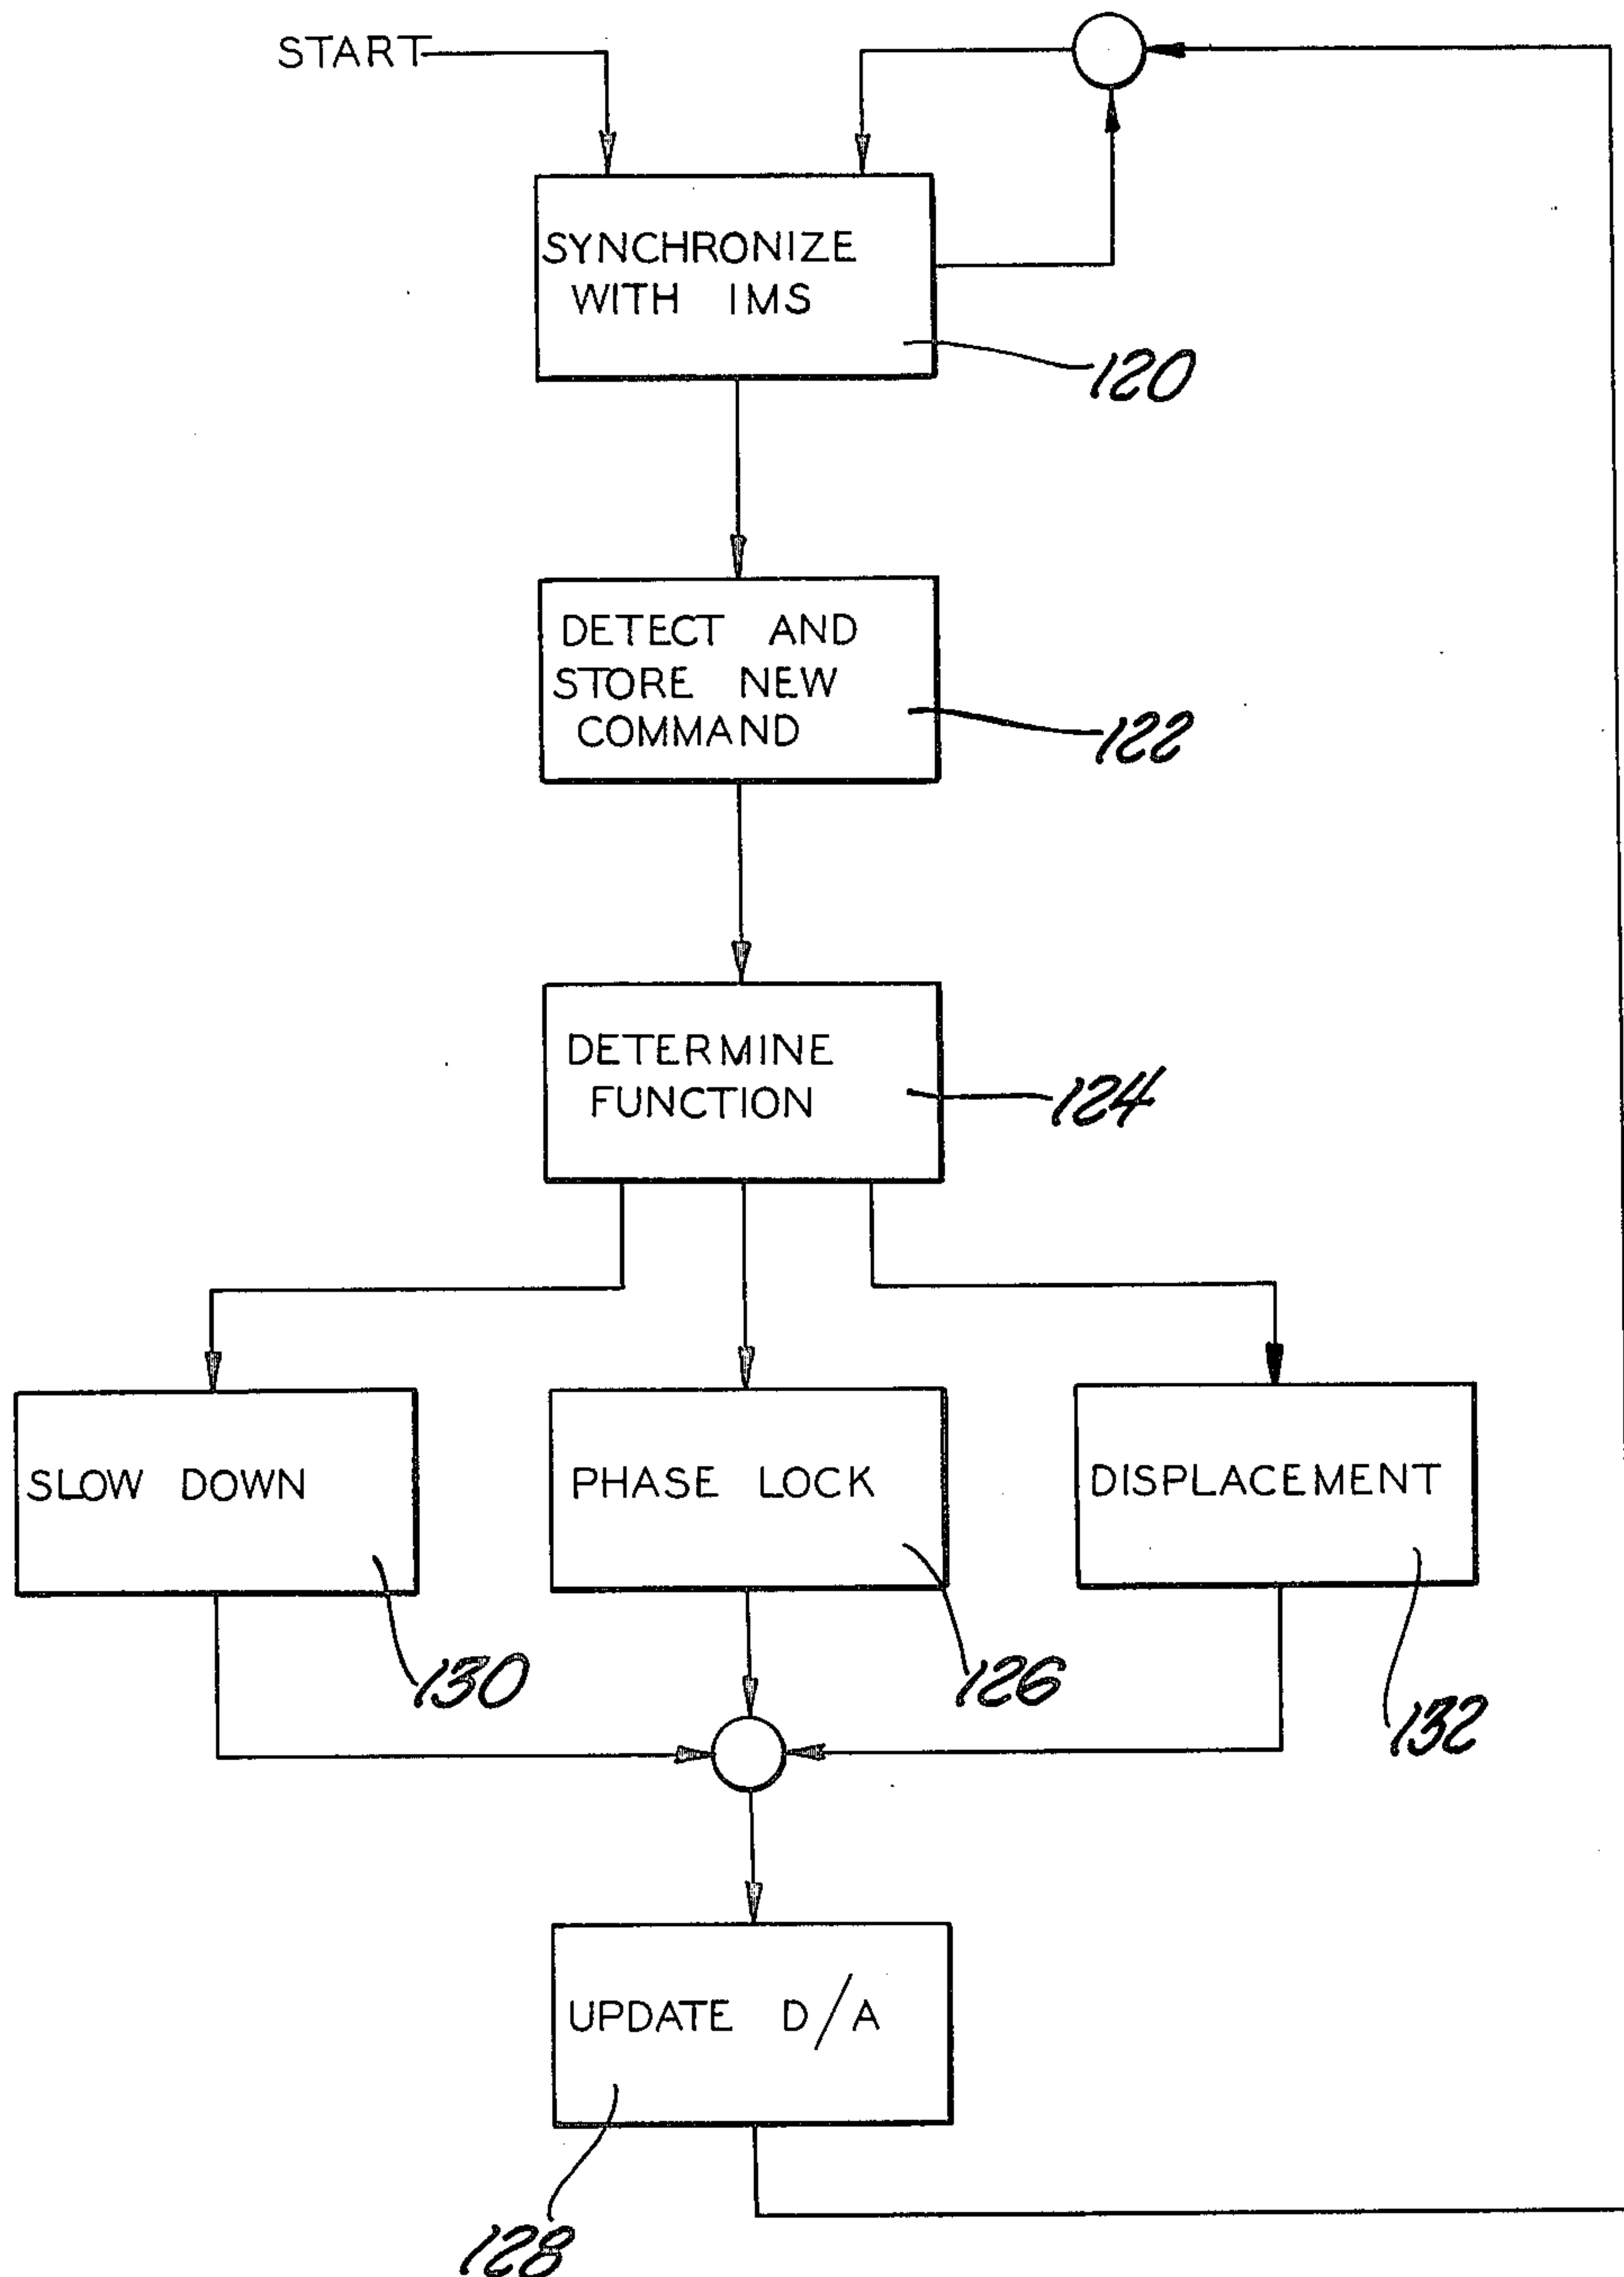 START
SYNCHRONIZE
WITH IMS
120
DETECT AND
STORE NEW
COMMAND
122
DETERMINE
FUNCTION
124
SLOW DOWN
PHASE LOCK
DISPLACEMENT
130
126
132
UPDATE D/A
128